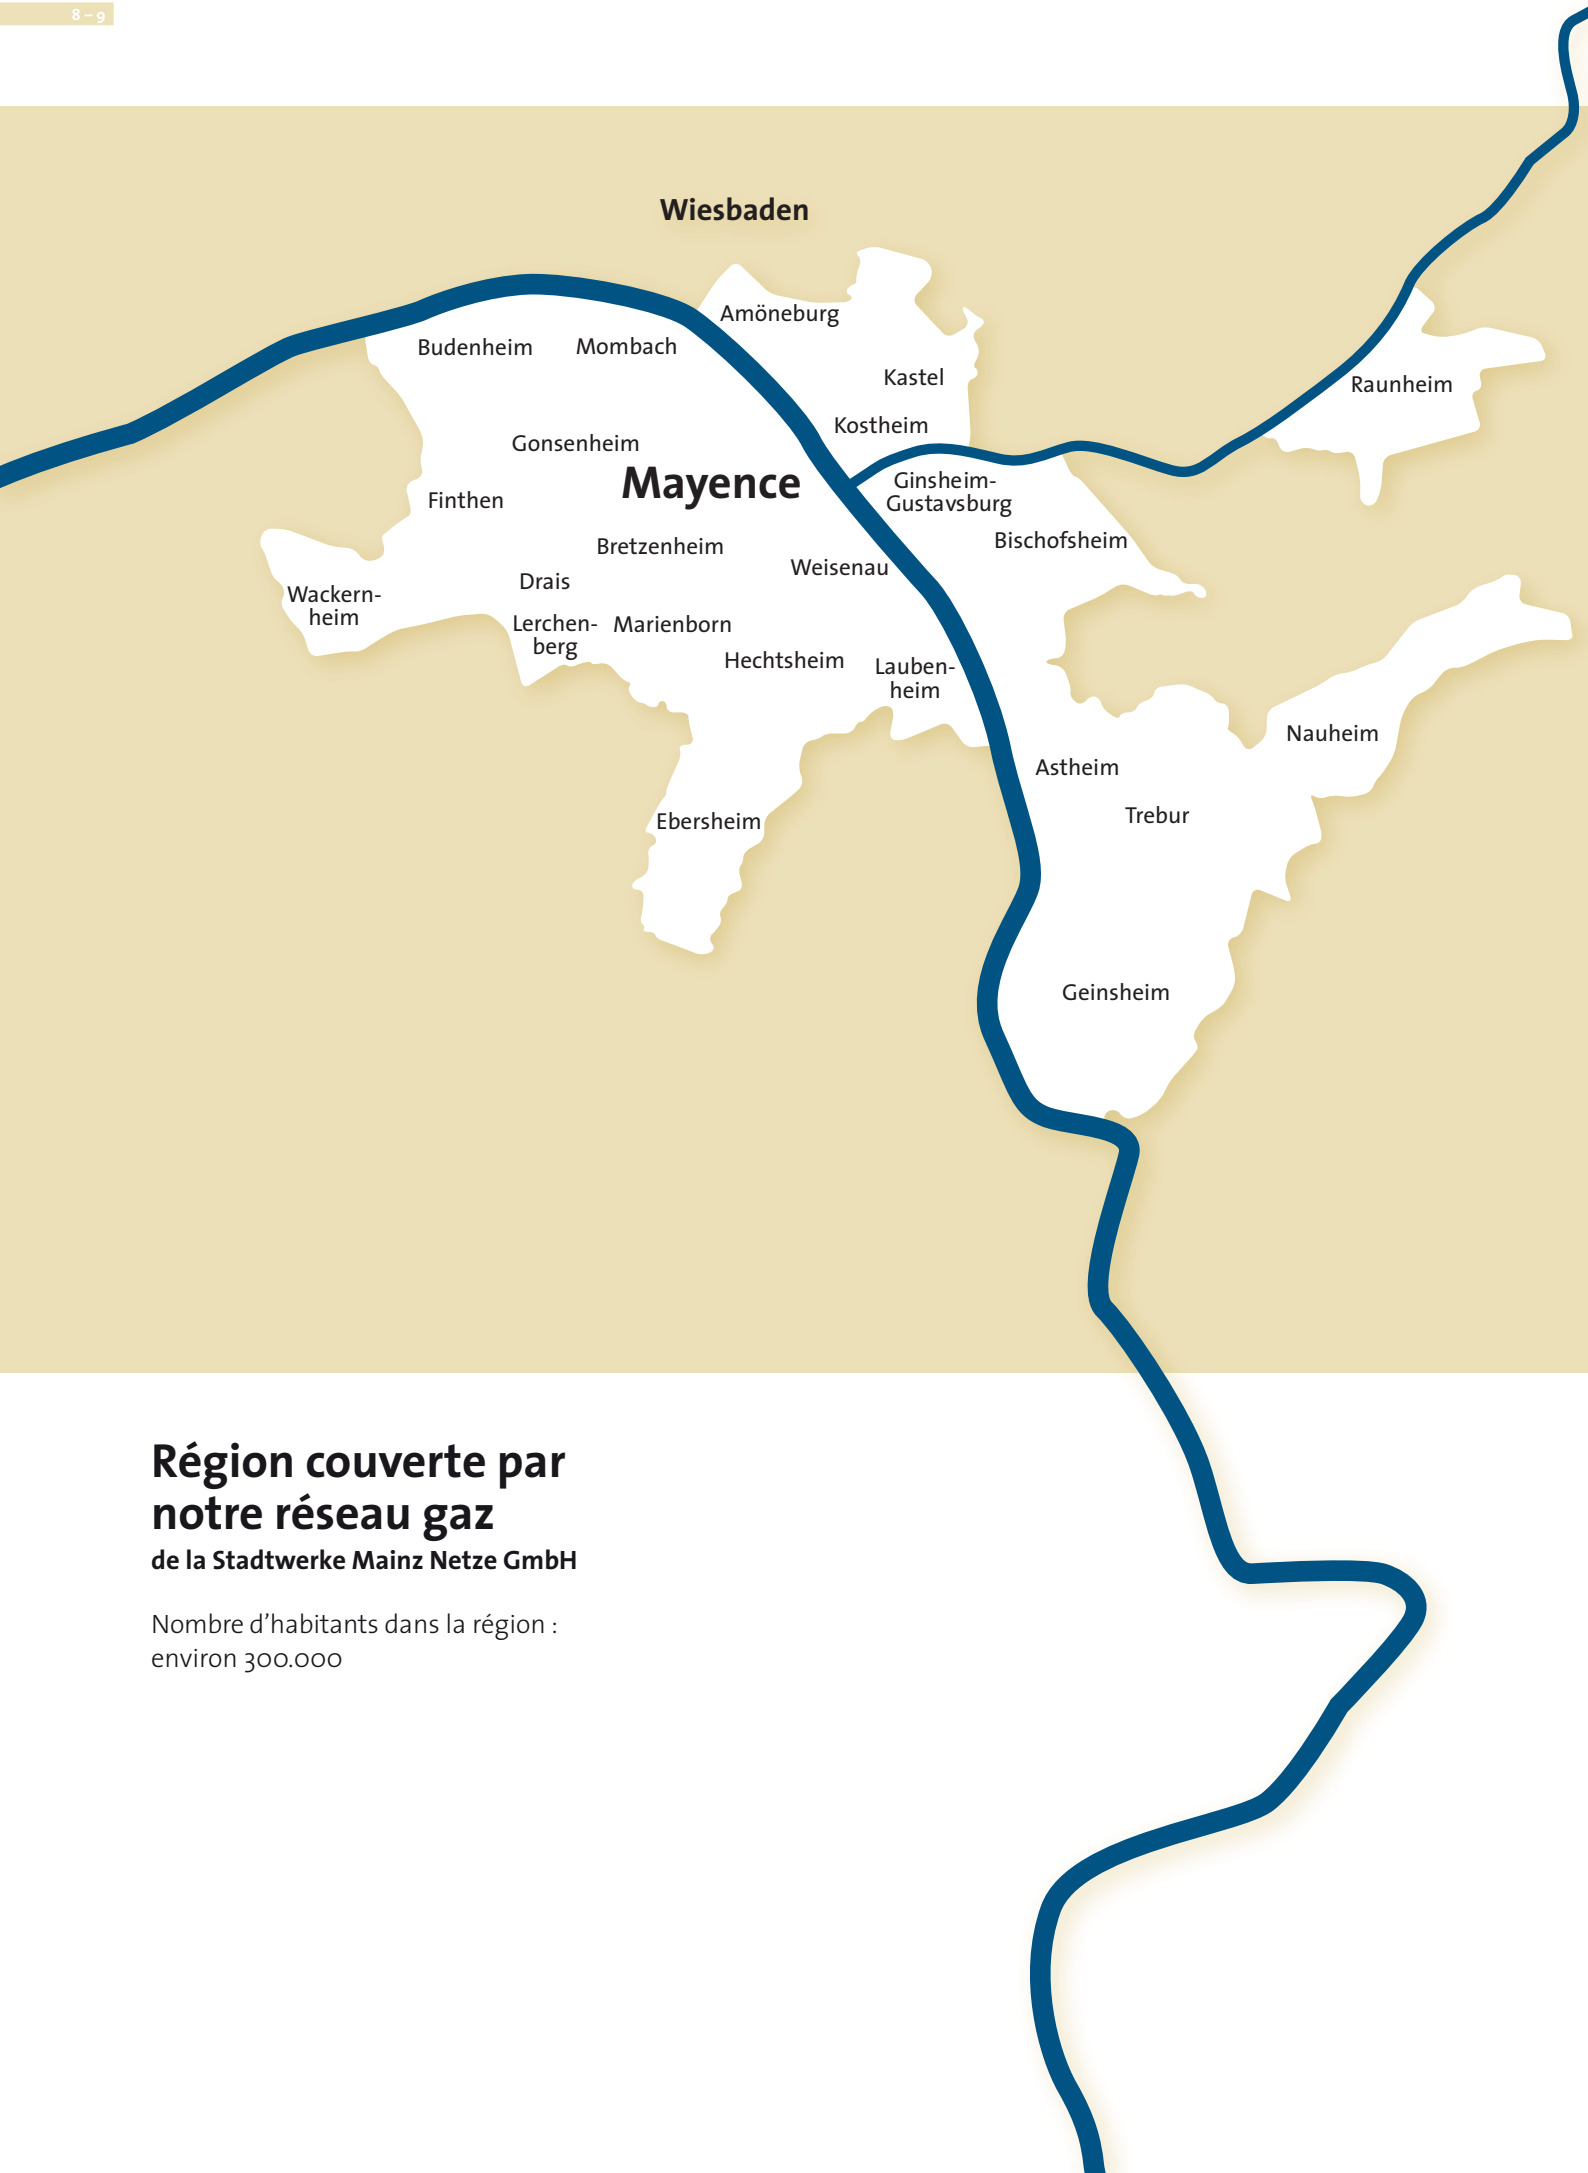 8 – 9
Wiesbaden
Amöneburg
Budenheim
Mombach
Kastel
Raunheim
Kostheim
Gonsenheim
Mayence
Ginsheim-
Gustavsburg
Finthen
Bischofsheim
Bretzenheim
Weisenau
Drais
Wackern-
heim
Lerchen-
berg
Marienborn
Hechtsheim
Lauben-
heim
Nauheim
Astheim
Trebur
Ebersheim
Geinsheim
Région couverte par
notre réseau gaz
de la Stadtwerke Mainz Netze GmbH
Nombre d’habitants dans la région :
environ 300.000